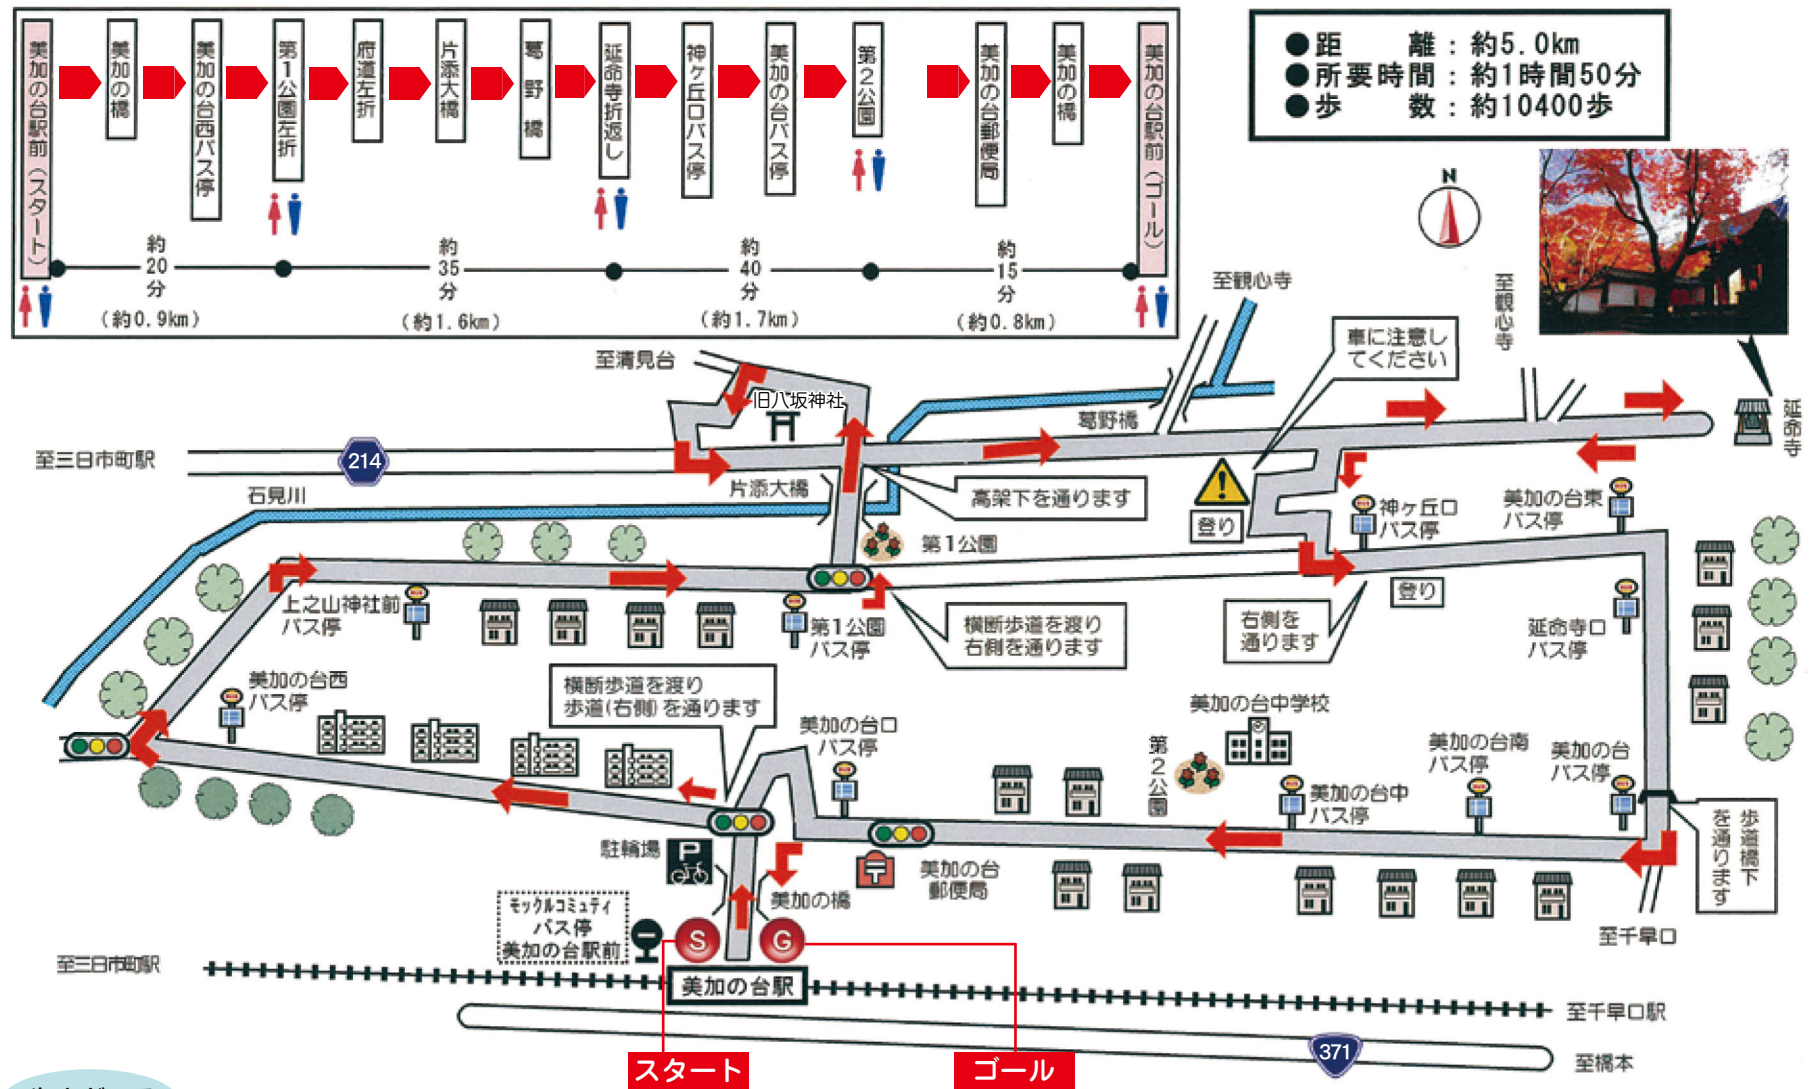 美加の台駅前（スタート）
美加の橋
美加の台西バス停
第1公園左折
府道左折
片添大橋
葛野橋
延命寺折返し
神ヶ丘口バス停
美加の台バス停
第2公園
美加の台郵便局
美加の橋
美加の台駅前（ゴール）
約20分
約35分
約40分
約15分
（約0.9km）
（約1.6km）
（約1.7km）
（約0.8km）
●距　離：約5.0km
●所要時間：約1時間50分
●歩　数：約10400歩
N
至観心寺
至観心寺
至清見台
車に注意し
てください
旧八坂神社
葛野橋
延命寺
至三日市町駅
214
石見川
片添大橋
高架下を通ります
登り
神ヶ丘口
バス停
美加の台東
バス停
第1公園
上之山神社前
バス停
第1公園
バス停
横断歩道を渡り
右側を通ります
右側を
通ります
登り
延命寺口
バス停
美加の台西
バス停
横断歩道を渡り
歩道(右側)を通ります
美加の台口
バス停
美加の台中学校
第2公園
美加の台中
バス停
美加の台南
バス停
美加の台
バス停
歩道橋下
を通ります
駐輪場
P
美加の橋
美加の台
郵便局
モックルコミュティ
バス停
美加の台駅前
S
G
至千早口
至三日市町駅
美加の台駅
至千早口駅
371
至橋本
スタート
ゴール